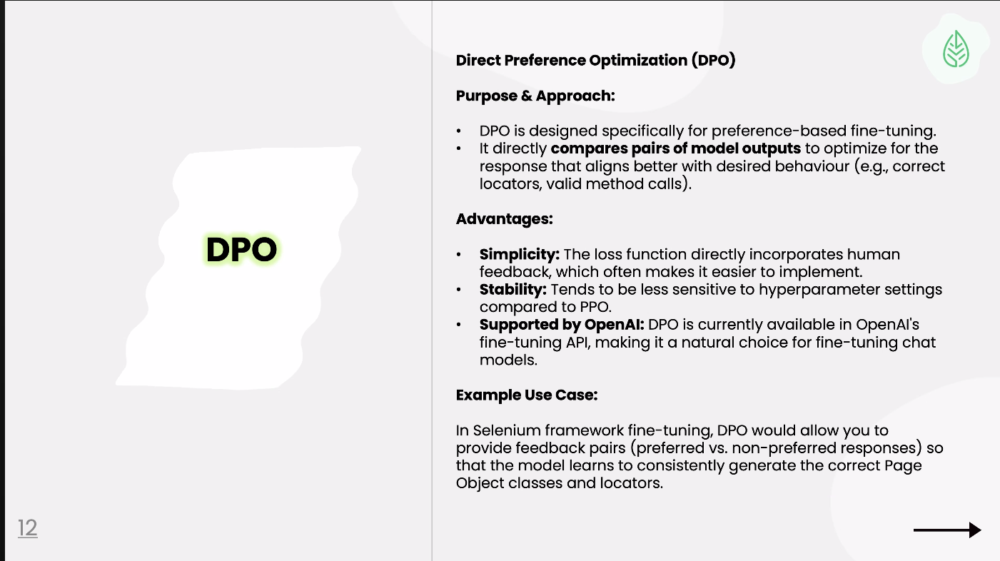 Direct Preference Optimization (DPO)
Purpose & Approach:
• DPO is designed specifically for preference-based fine-tuning.
• It directly compares pairs of model outputs to optimize for the
response that aligns better with desired behaviour (e.g., correct
locators, valid method calls).
Advantages:
• Simplicity: The loss function directly incorporates human
feedback, which often makes it easier to implement.
• Stability: Tends to be less sensitive to hyperparameter settings
compared to PPO.
• Supported by OpenAI: DPO is currently available in OpenAI's
fine-tuning API, making it a natural choice for fine-tuning chat
models.
Example Use Case:
In Selenium framework fine-tuning, DPO would allow you to
provide feedback pairs (preferred vs. non-preferred responses) so
that the model learns to consistently generate the correct Page
Object classes and locators.
DPO
12